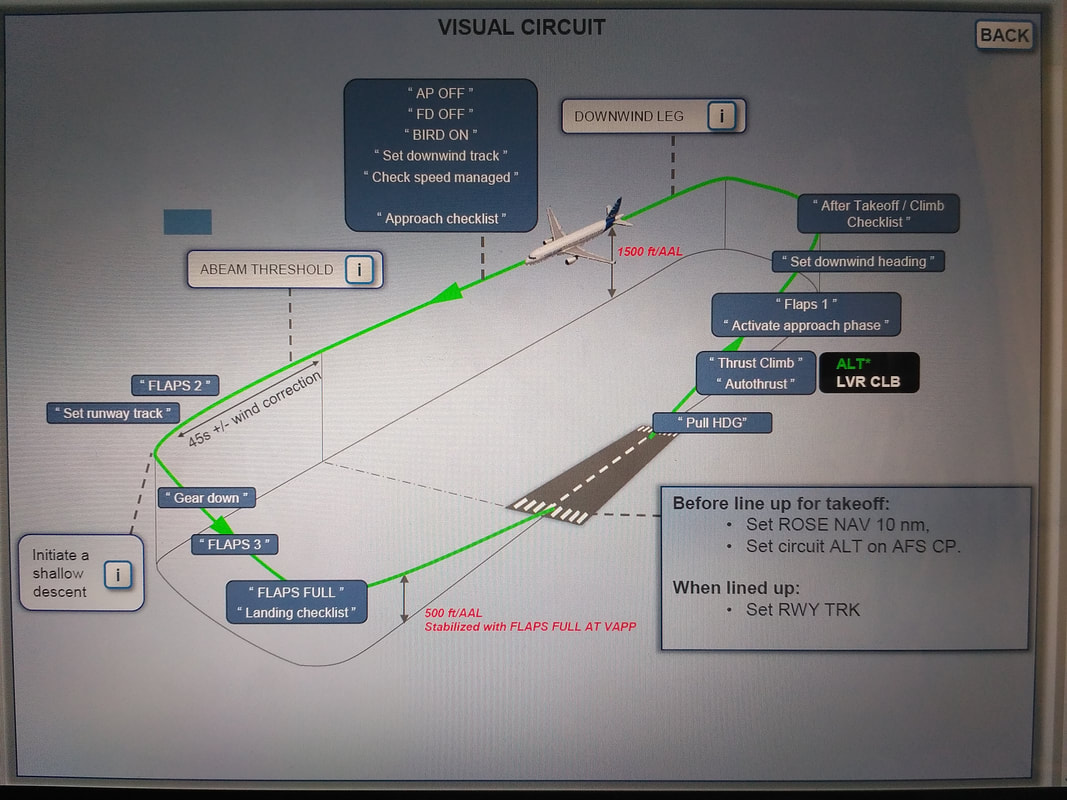 VISUAL CIRCUIT
BACK
“ AP OFF ”
“ FD OFF ”
“ BIRD ON ”
“ Set downwind track ”
“ Check speed managed ”
“ Approach checklist ”
DOWNWIND LEG
i
“ After Takeoff / Climb
Checklist ”
1500 ft/AAL
“ Set downwind heading ”
ABEAM THRESHOLD
i
“ Flaps 1 ”
“ Activate approach phase ”
“ Thrust Climb ”
“ Autothrust ”
ALT*
LVR CLB
“ FLAPS 2 ”
“ Set runway track ”
45s +/- wind correction
“ Pull HDG”
“ Gear down ”
“ FLAPS 3 ”
Initiate a
shallow
descent
i
“ FLAPS FULL ”
“ Landing checklist ”
500 ft/AAL
Stabilized with FLAPS FULL AT VAPP
Before line up for takeoff:
• Set ROSE NAV 10 nm,
• Set circuit ALT on AFS CP.
When lined up:
• Set RWY TRK